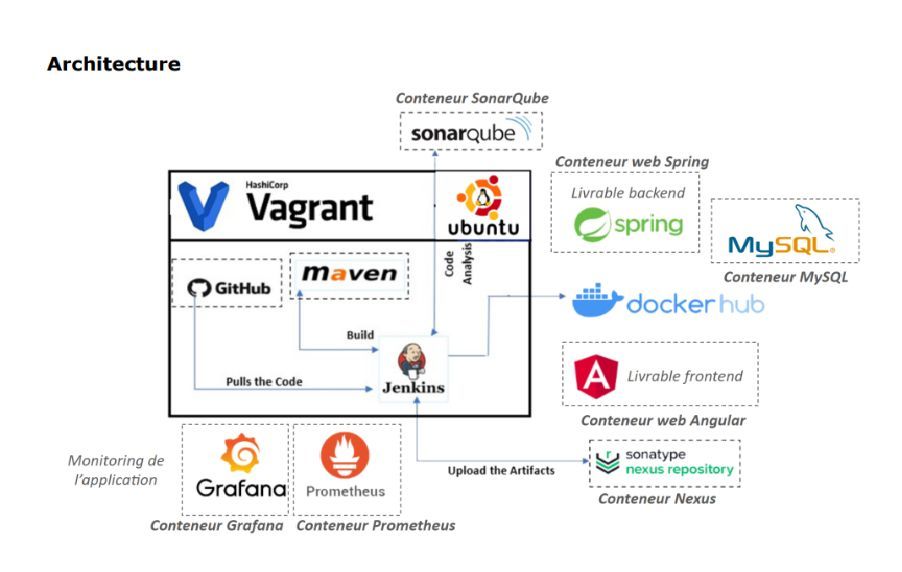 Architecture
Conteneur SonarQube
sonarqube
Conteneur web Spring
HashiCorp
Vagrant
ubuntu
Livrable backend
spring
MySQL
Conteneur MySQL
GitHub
maven
Code
Analysis
dockerhub
Build
Jenkins
Pulls the Code
Livrable frontend
Conteneur web Angular
Monitoring de
l'application
Grafana
Prometheus
Upload the Artifacts
sonatype
nexus repository
Conteneur Nexus
Conteneur Grafana
Conteneur Prometheus